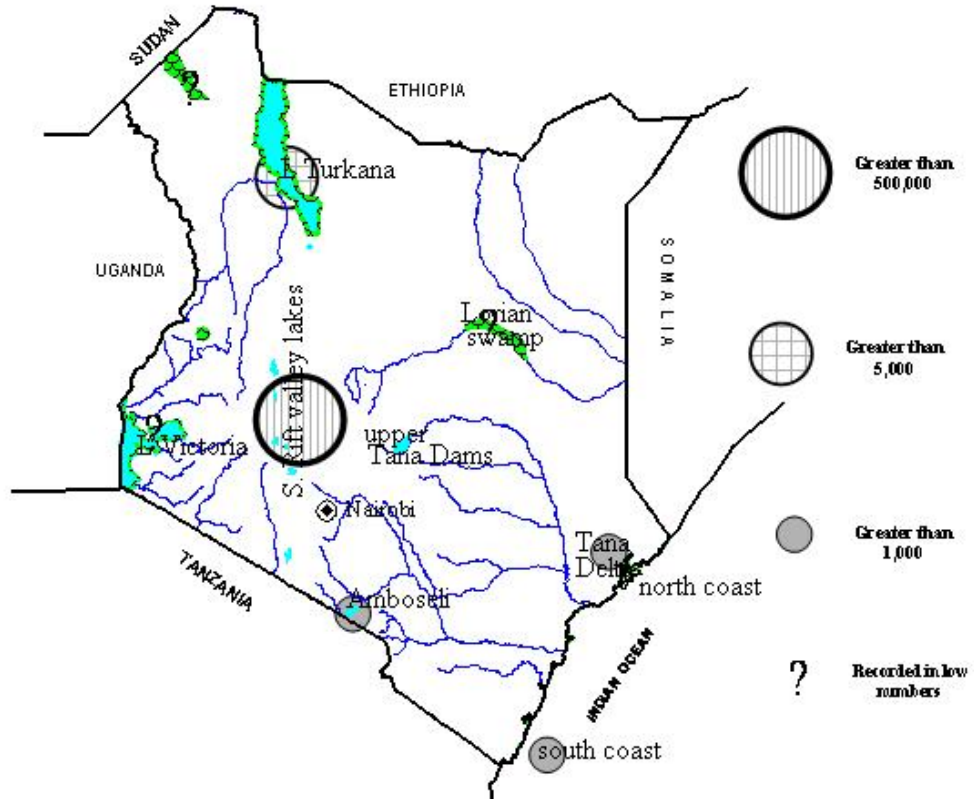 SUDAN
ETHIOPIA
L Turkana
Greater than
500,000
UGANDA
SOMALIA
S. Rift valley lakes
Lorian
swamp
Greater than
5,000
L Victoria
upper
Tana Dams
Nairobi
Tana
Delta
Greater than
1,000
north coast
TANZANIA
Amboseli
INDIAN OCEAN
?
Recorded in low
numbers
south coast
?
?
?